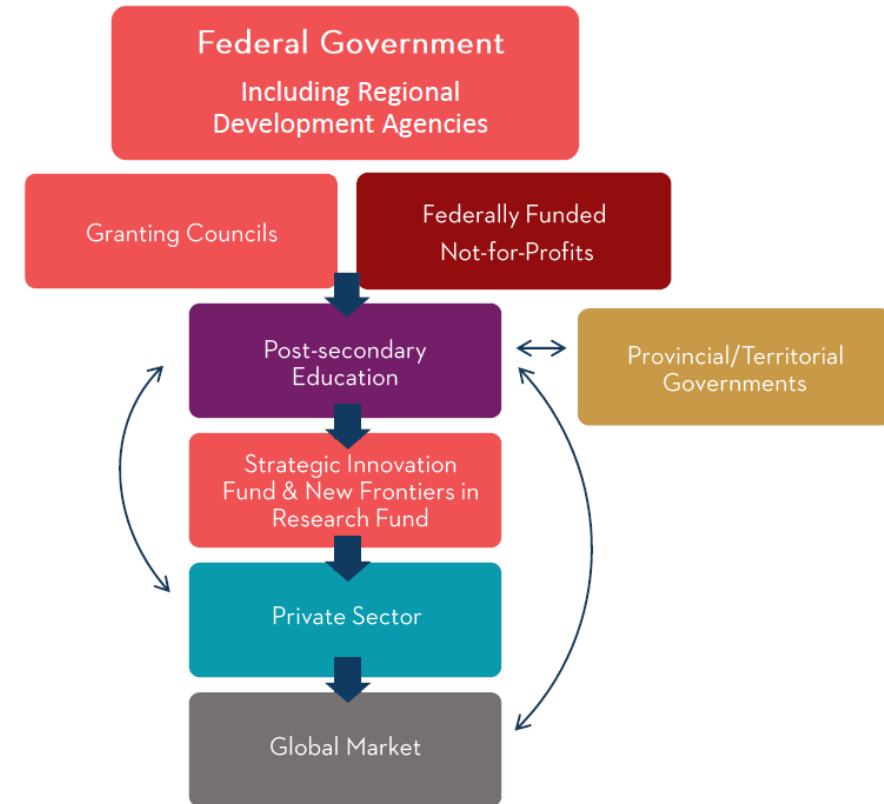 Federal Government
Including Regional
Development Agencies
Granting Councils
Federally Funded
Not-for-Profits
Post-secondary
Education
Provincial/Territorial
Governments
Strategic Innovation
Fund & New Frontiers in
Research Fund
Private Sector
Global Market